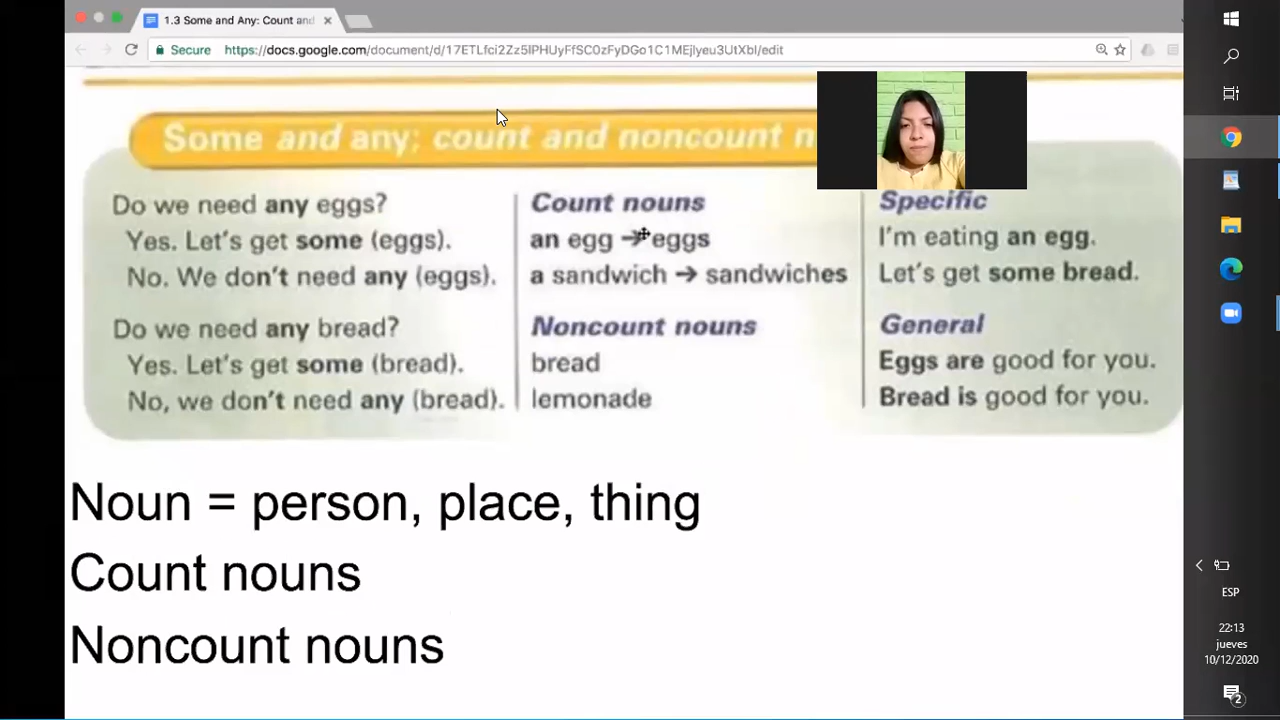 1.3 Some and Any: Count and
Secure https://docs.google.com/document/d/17ETLfci2Zz5lPHUyFfSC0zFyDGo1C1MEjlyeu3UtXbI/edit
Some and any; count and noncount n
Do we need any eggs?
Yes. Let's get some (eggs).
No. We don't need any (eggs).
Do we need any bread?
Yes. Let's get some (bread).
No, we don't need any (bread).
Count nouns
an egg → eggs
a sandwich → sandwiches
Noncount nouns
bread
lemonade
Specific
I'm eating an egg.
Let's get some bread.
General
Eggs are good for you.
Bread is good for you.
Noun = person, place, thing
Count nouns
Noncount nouns
ESP
22:13
jueves
10/12/2020
2